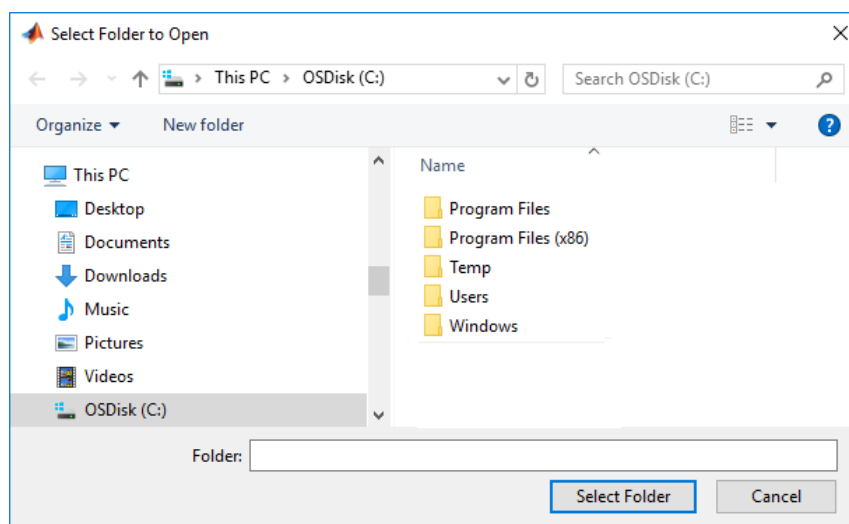 Select Folder to Open
This PC > OSDisk (C:)
Search OSDisk (C:)
Organize
New folder
?
This PC
Desktop
Documents
Downloads
Music
Pictures
Videos
OSDisk (C:)
Name
Program Files
Program Files (x86)
Temp
Users
Windows
Folder:
Select Folder
Cancel